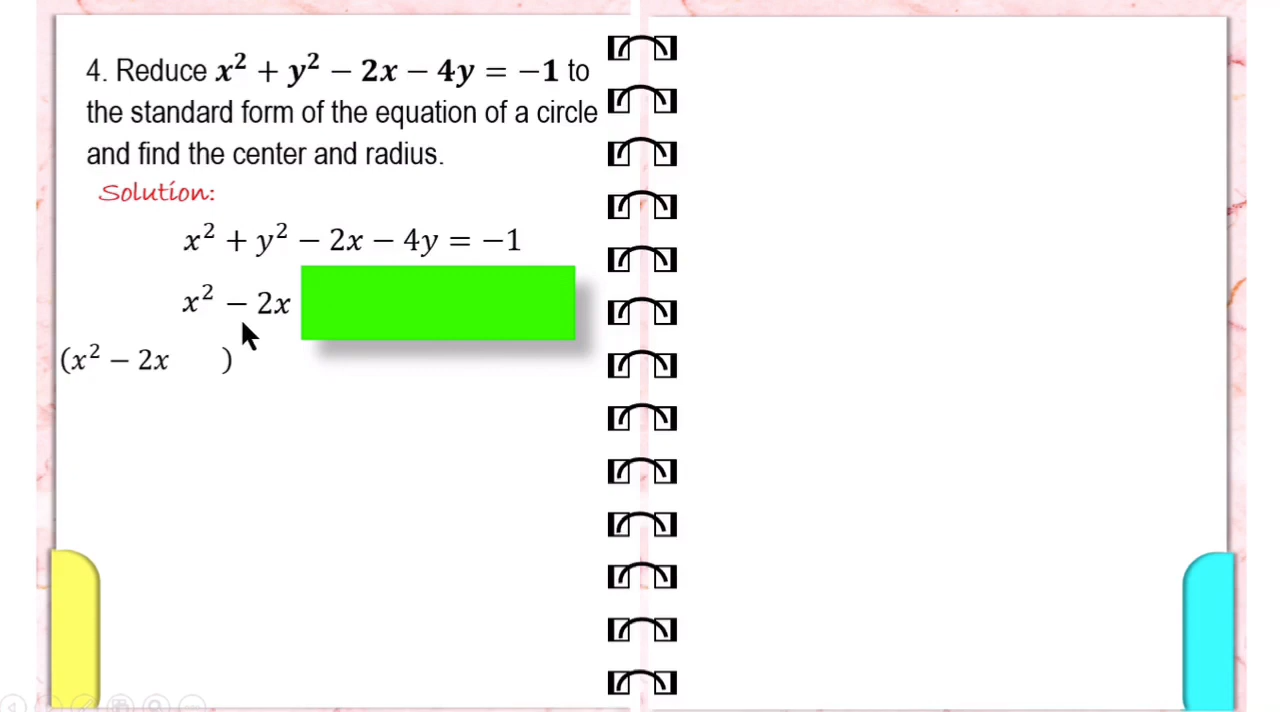 4. Reduce x² + y² − 2x − 4y = −1 to
the standard form of the equation of a circle
and find the center and radius.
Solution:
x² + y² − 2x − 4y = −1
x² − 2x
(x² − 2x )